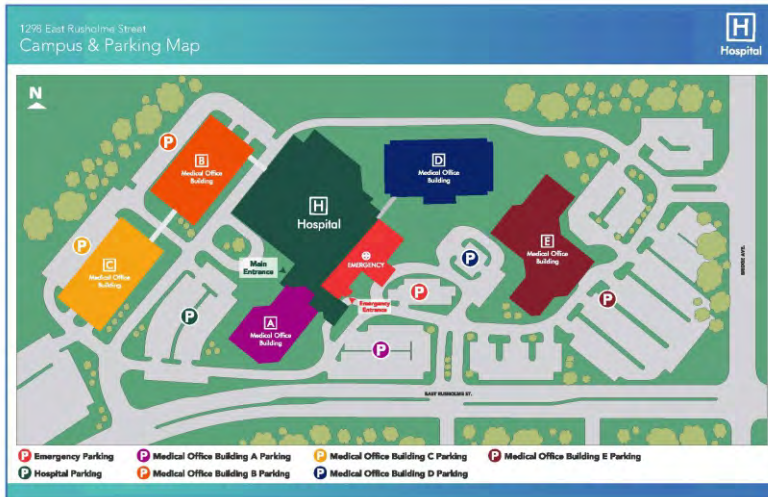 1298 East Rusholme Street
Campus & Parking Map
H
Hospital
N
P
B
Medical Office
Building
H
Hospital
D
Medical Office
Building
P
C
Medical Office
Building
Main
Entrance
EMERGENCY
E
Medical Office
Building
P
P
A
Medical Office
Building
Emergency
Entrance
P
P
P
EAST RUSHOLME ST.
P Emergency Parking
P Medical Office Building A Parking
P Medical Office Building C Parking
P Medical Office Building E Parking
P Hospital Parking
P Medical Office Building B Parking
P Medical Office Building D Parking